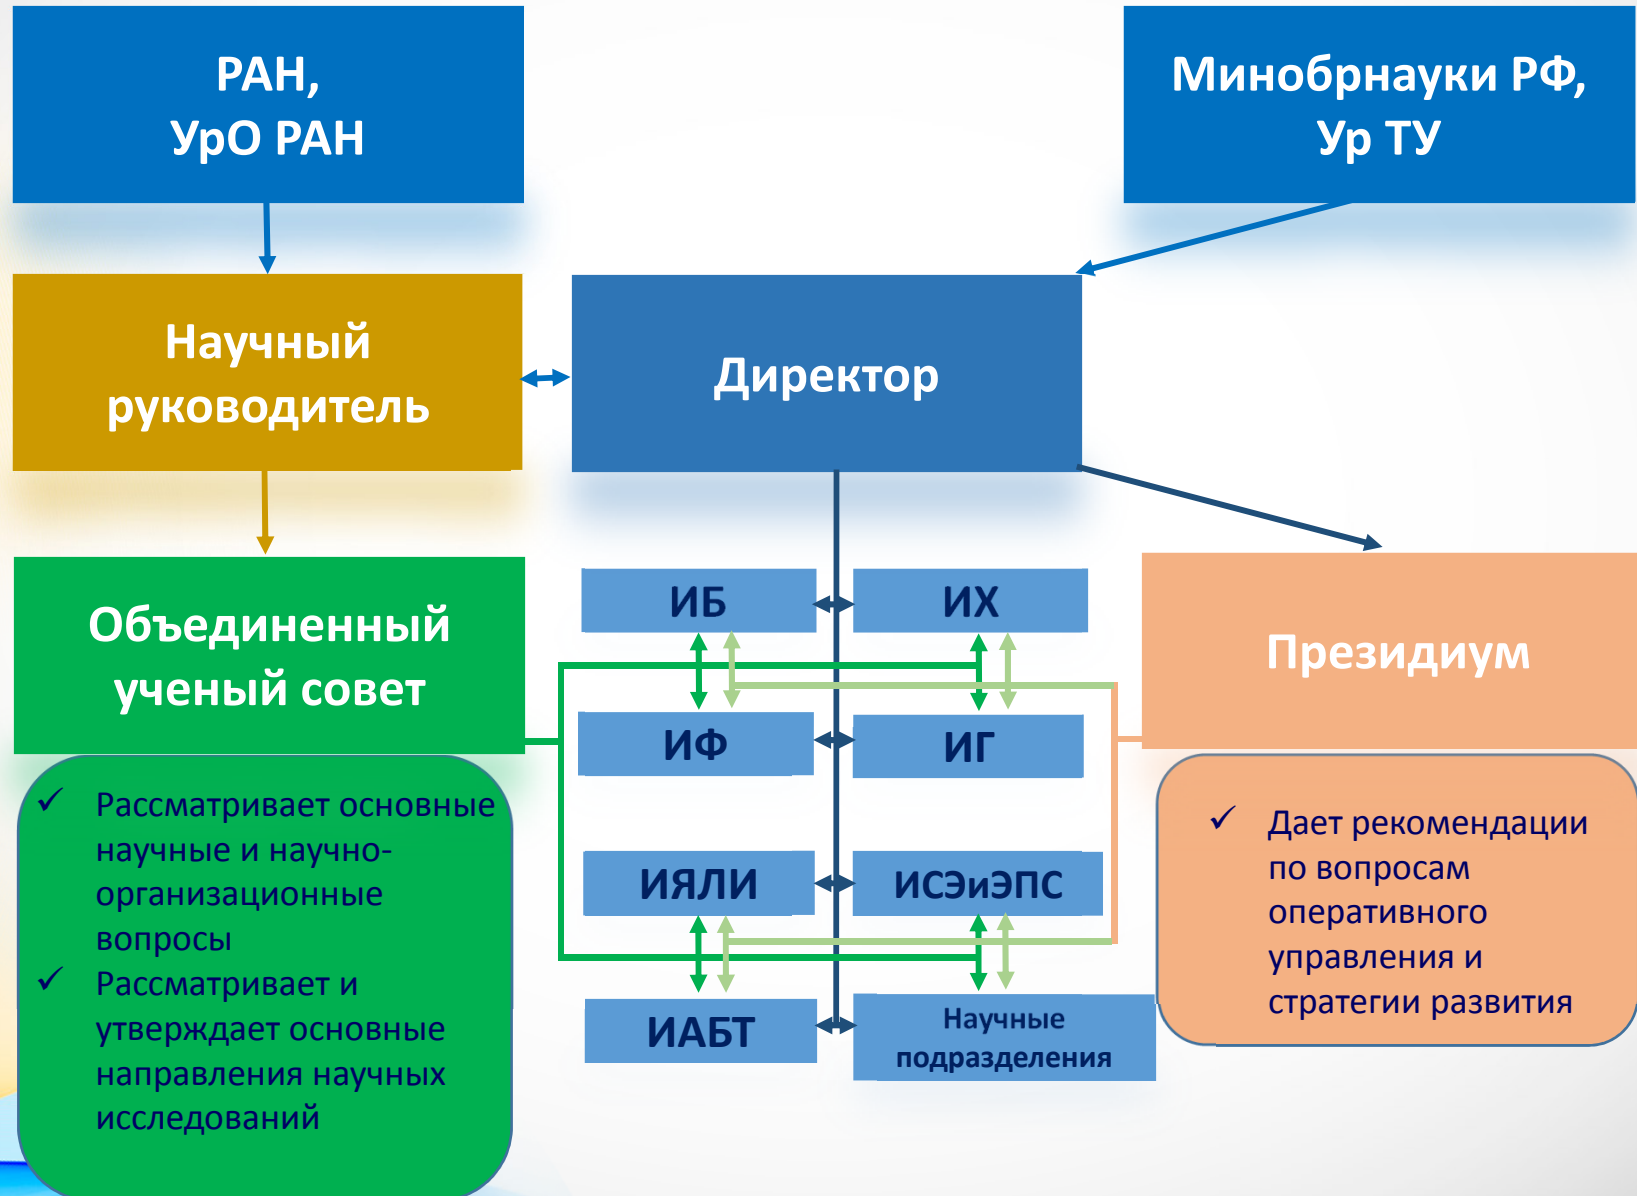 РАН,
УрО РАН
Минобрнауки РФ,
Ур ТУ
Научный
руководитель
Директор
Объединенный
ученый совет
ИБ
ИХ
Президиум
ИФ
ИГ
ИЯЛИ
ИСЭиЭПС
ИАБТ
Научные
подразделения
✓ Рассматривает основные
научные и научно-
организационные
вопросы
✓ Рассматривает и
утверждает основные
направления научных
исследований
✓ Дает рекомендации
по вопросам
оперативного
управления и
стратегии развития